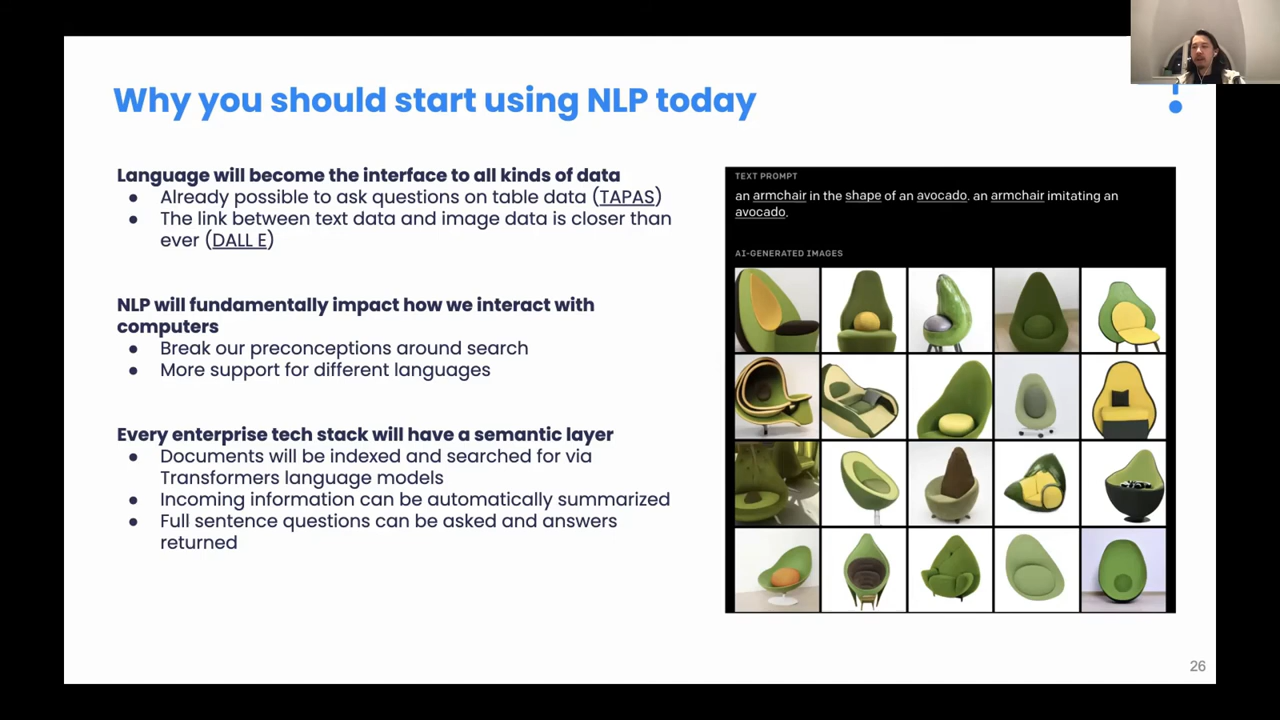 Why you should start using NLP today
Language will become the interface to all kinds of data
● Already possible to ask questions on table data (TAPAS)
● The link between text data and image data is closer than
ever (DALL E)
NLP will fundamentally impact how we interact with
computers
● Break our preconceptions around search
● More support for different languages
Every enterprise tech stack will have a semantic layer
● Documents will be indexed and searched for via
Transformers language models
● Incoming information can be automatically summarized
● Full sentence questions can be asked and answers
returned
TEXT PROMPT
an armchair in the shape of an avocado. an armchair imitating an
avocado.
AI-GENERATED IMAGES
26